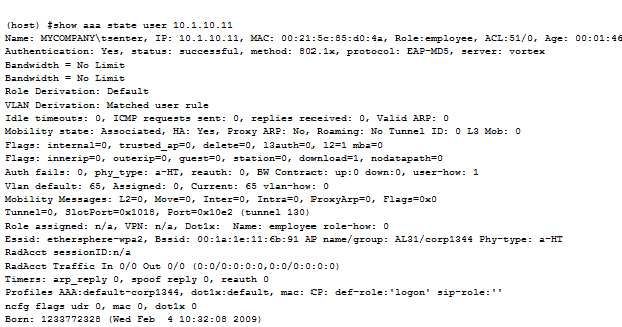 (host) #show aaa state user 10.1.10.11
Name: MYCOMPANY\tsenter, IP: 10.1.10.11, MAC: 00:21:5c:85:d0:4a, Role:employee, ACL:51/0, Age: 00:01:46
Authentication: Yes, status: successful, method: 802.1x, protocol: EAP-MD5, server: vortex
Bandwidth = No Limit
Bandwidth = No Limit
Role Derivation: Default
VLAN Derivation: Matched user rule
Idle timeouts: 0, ICMP requests sent: 0, replies received: 0, Valid ARP: 0
Mobility state: Associated, HA: Yes, Proxy ARP: No, Roaming: No Tunnel ID: 0 L3 Mob: 0
Flags: internal=0, trusted_ap=0, delete=0, l3auth=0, l2=1 mba=0
Flags: innerip=0, outerip=0, guest=0, station=0, download=1, nodatapath=0
Auth fails: 0, phy_type: a-HT, reauth: 0, BW Contract: up:0 down:0, user-how: 1
Vlan default: 65, Assigned: 0, Current: 65 vlan-how: 0
Mobility Messages: L2=0, Move=0, Inter=0, Intra=0, ProxyArp=0, Flags=0x0
Tunnel=0, SlotPort=0x1018, Port=0x10e2 (tunnel 130)
Role assigned: n/a, VPN: n/a, Dot1x: Name: employee role-how: 0
Essid: ethersphere-wpa2, Bssid: 00:1a:1e:11:6b:91 AP name/group: AL31/corp1344 Phy-type: a-HT
RadAcct sessionID:n/a
RadAcct Traffic In 0/0 Out 0/0 (0:0/0:0:0:0,0:0/0:0:0:0)
Timers: arp_reply 0, spoof reply 0, reauth 0
Profiles AAA:default-corp1344, dot1x:default, mac: CP: def-role:'logon' sip-role:''
ncfg flags udr 0, mac 0, dot1x 0
Born: 1233772328 (Wed Feb 4 10:32:08 2009)